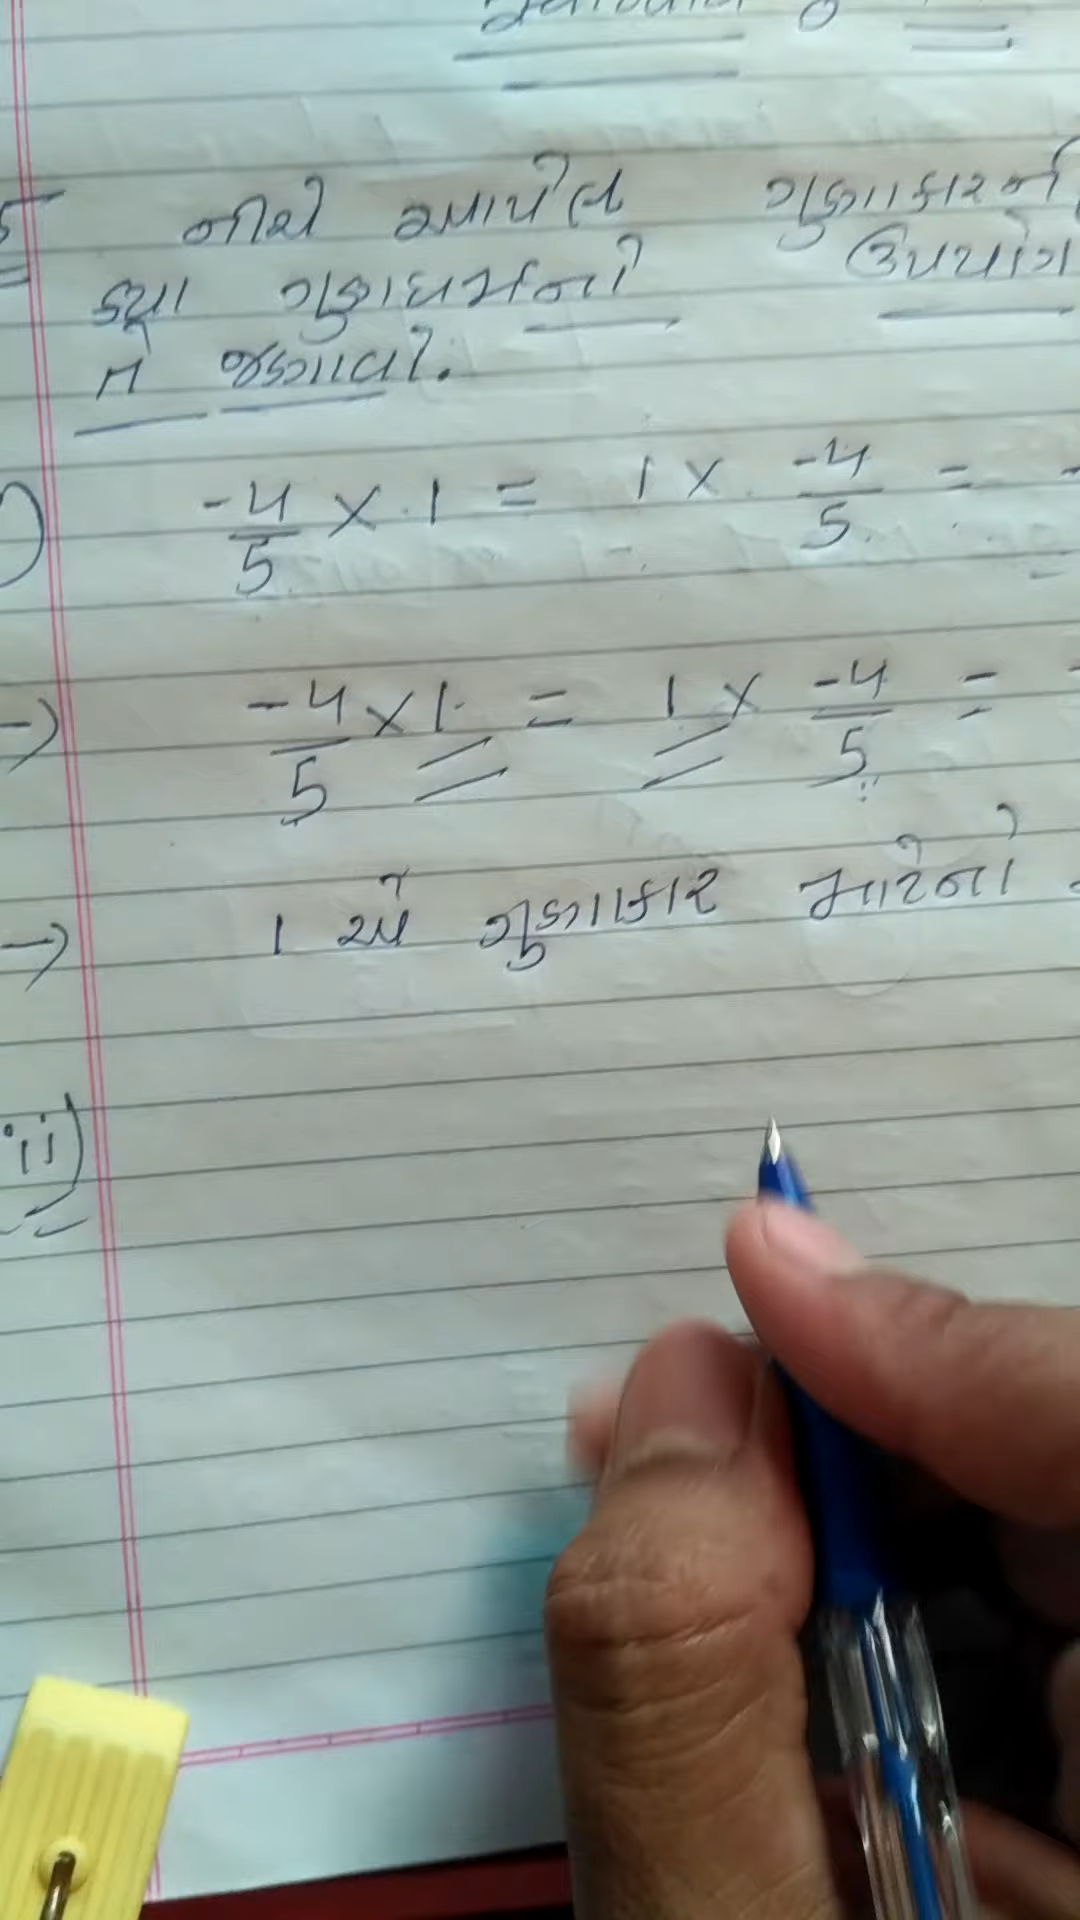 નીચે આપેલ ગુણાકારની
ક્યા ગુણધર્મનો ઉપયોગ
તે જણાવો.
-4/5 × 1 = 1 × -4/5 = -
→ -4/5 × 1 = 1 × -4/5 = -
→ 1 એ ગુણાકાર માટેનો
ii)